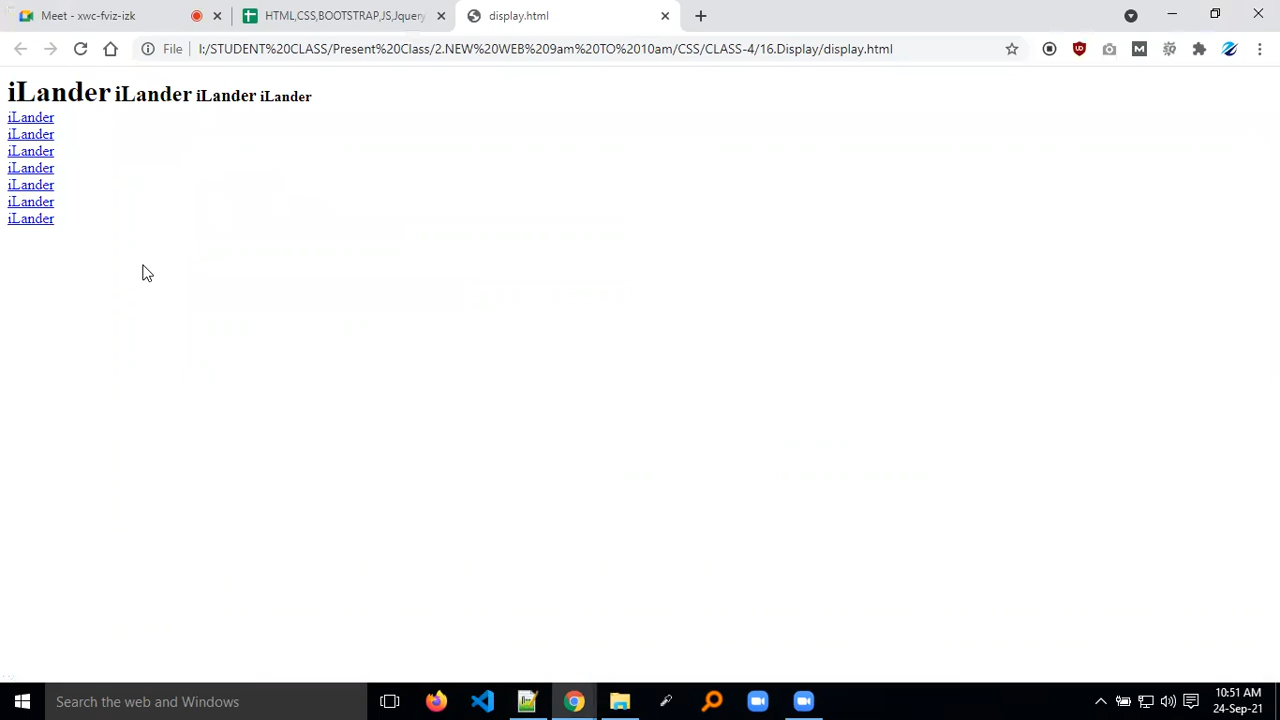 Meet - xwc-fviz-izk
HTML,CSS,BOOTSTRAP,JS,Jquery
display.html
File
I:/STUDENT%20CLASS/Present%20Class/2.NEW%20WEB%209am%20TO%2010am/CSS/CLASS-4/16.Display/display.html
iLander iLander iLander iLander
iLander
iLander
iLander
iLander
iLander
iLander
iLander
Search the web and Windows
10:51 AM
24-Sep-21